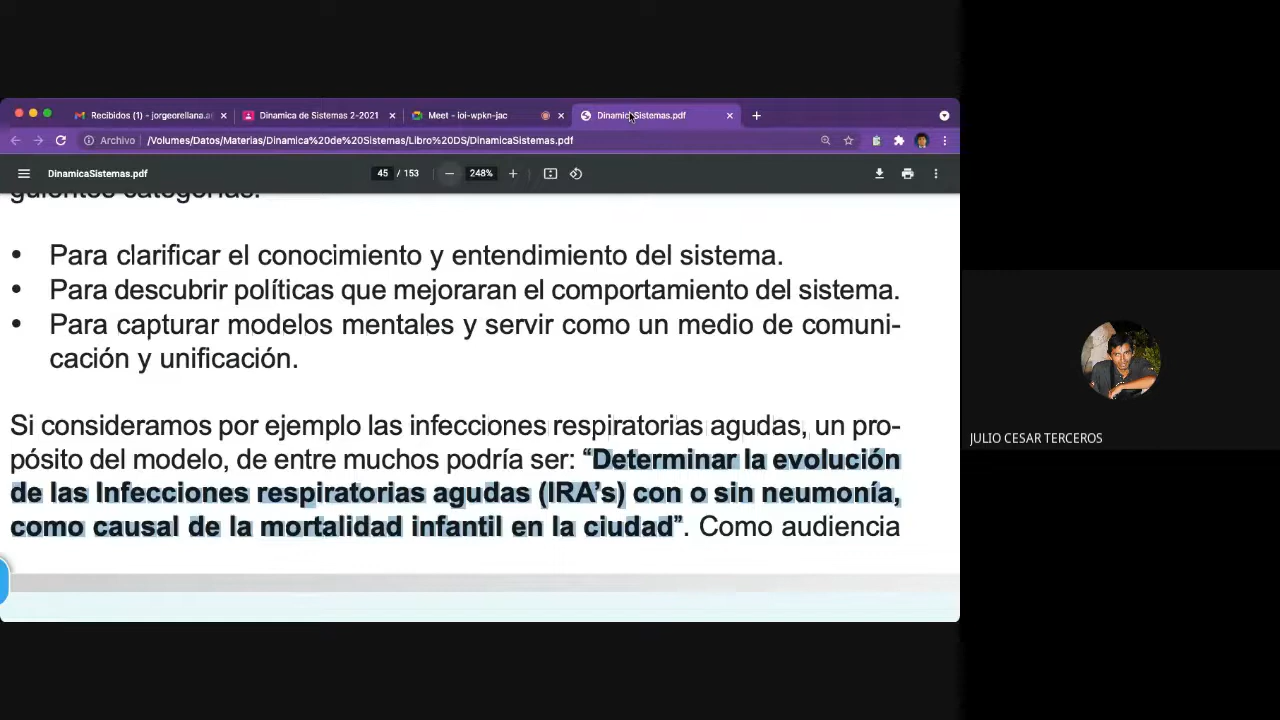 Recibidos (1) - jorgeorellana.a
Dinamica de Sistemas 2-2021
Meet - ioi-wpkn-jac
DinamicaSistemas.pdf
Archivo
/Volumes/Datos/Materias/Dinamica%20de%20Sistemas/Libro%20DS/DinamicaSistemas.pdf
DinamicaSistemas.pdf
45 / 153
248%
guientes categorías:
• Para clarificar el conocimiento y entendimiento del sistema.
• Para descubrir políticas que mejoraran el comportamiento del sistema.
• Para capturar modelos mentales y servir como un medio de comuni-
cación y unificación.
Si consideramos por ejemplo las infecciones respiratorias agudas, un pro-
pósito del modelo, de entre muchos podría ser: “Determinar la evolución
de las Infecciones respiratorias agudas (IRA’s) con o sin neumonía,
como causal de la mortalidad infantil en la ciudad”. Como audiencia
JULIO CESAR TERCEROS